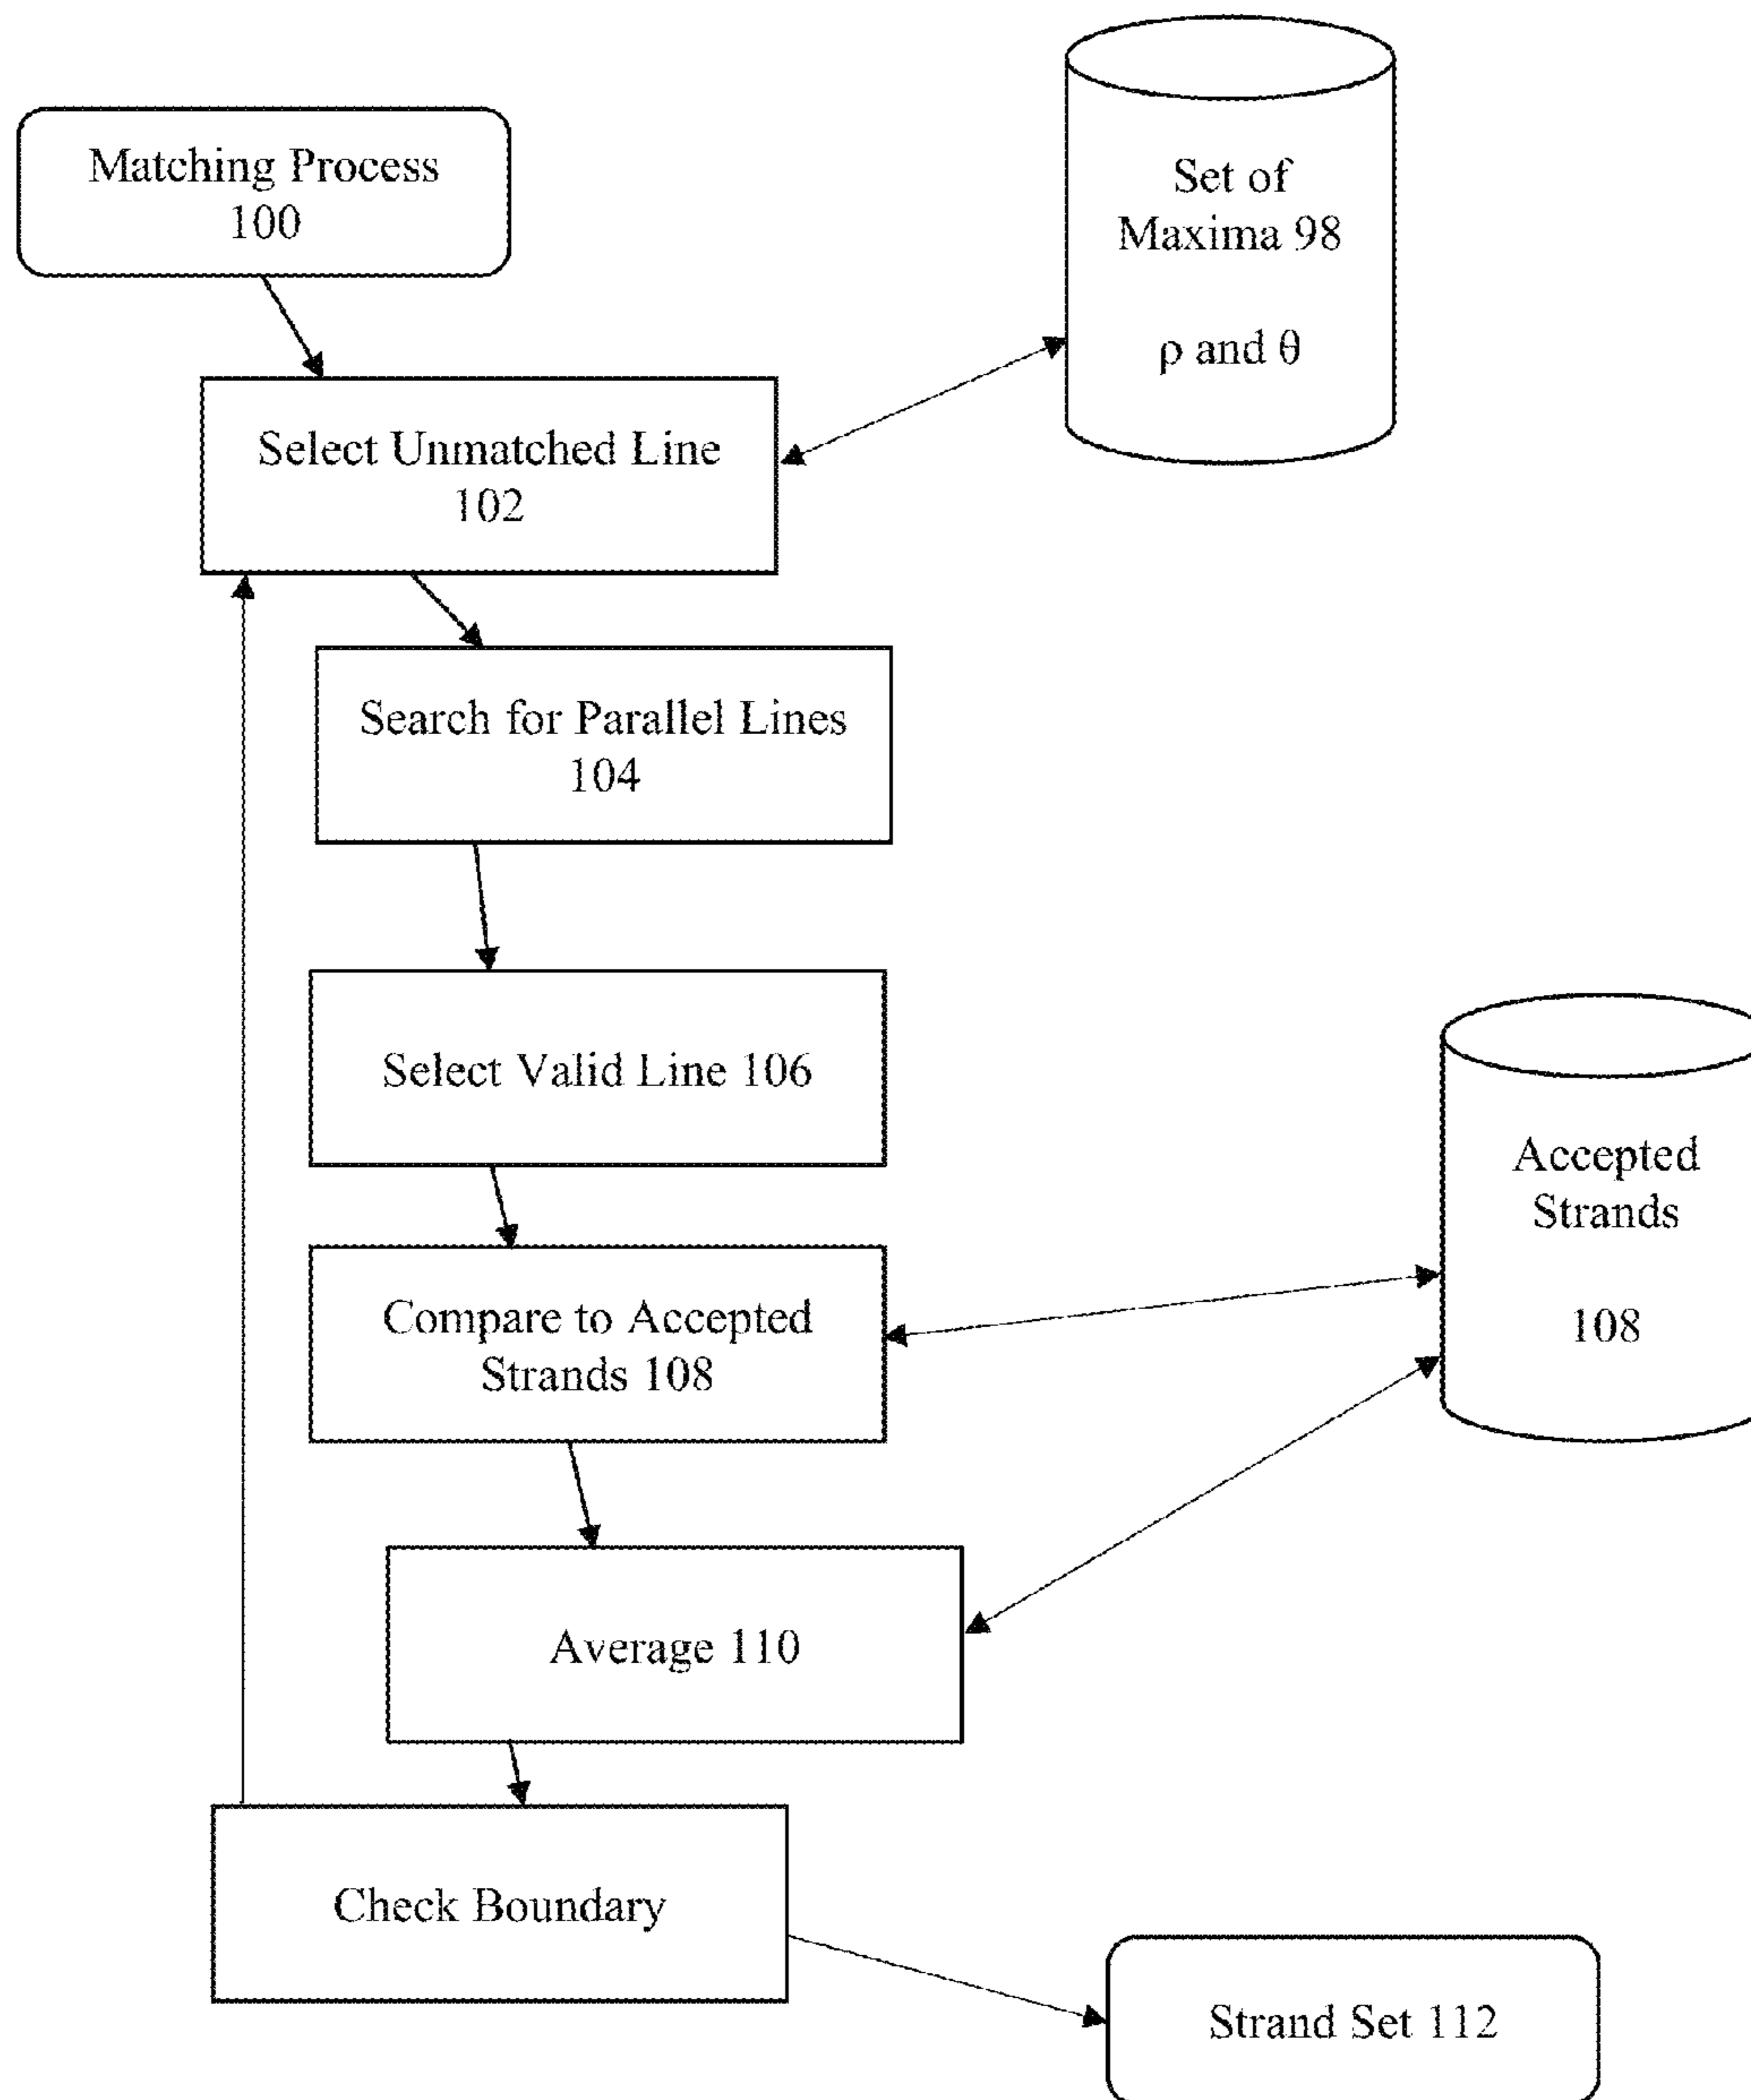 Matching Process
100
Set of
Maxima 98
ρ and θ
Select Unmatched Line
102
Search for Parallel Lines
104
Select Valid Line 106
Accepted
Strands
108
Compare to Accepted
Strands 108
Average 110
Check Boundary
Strand Set 112